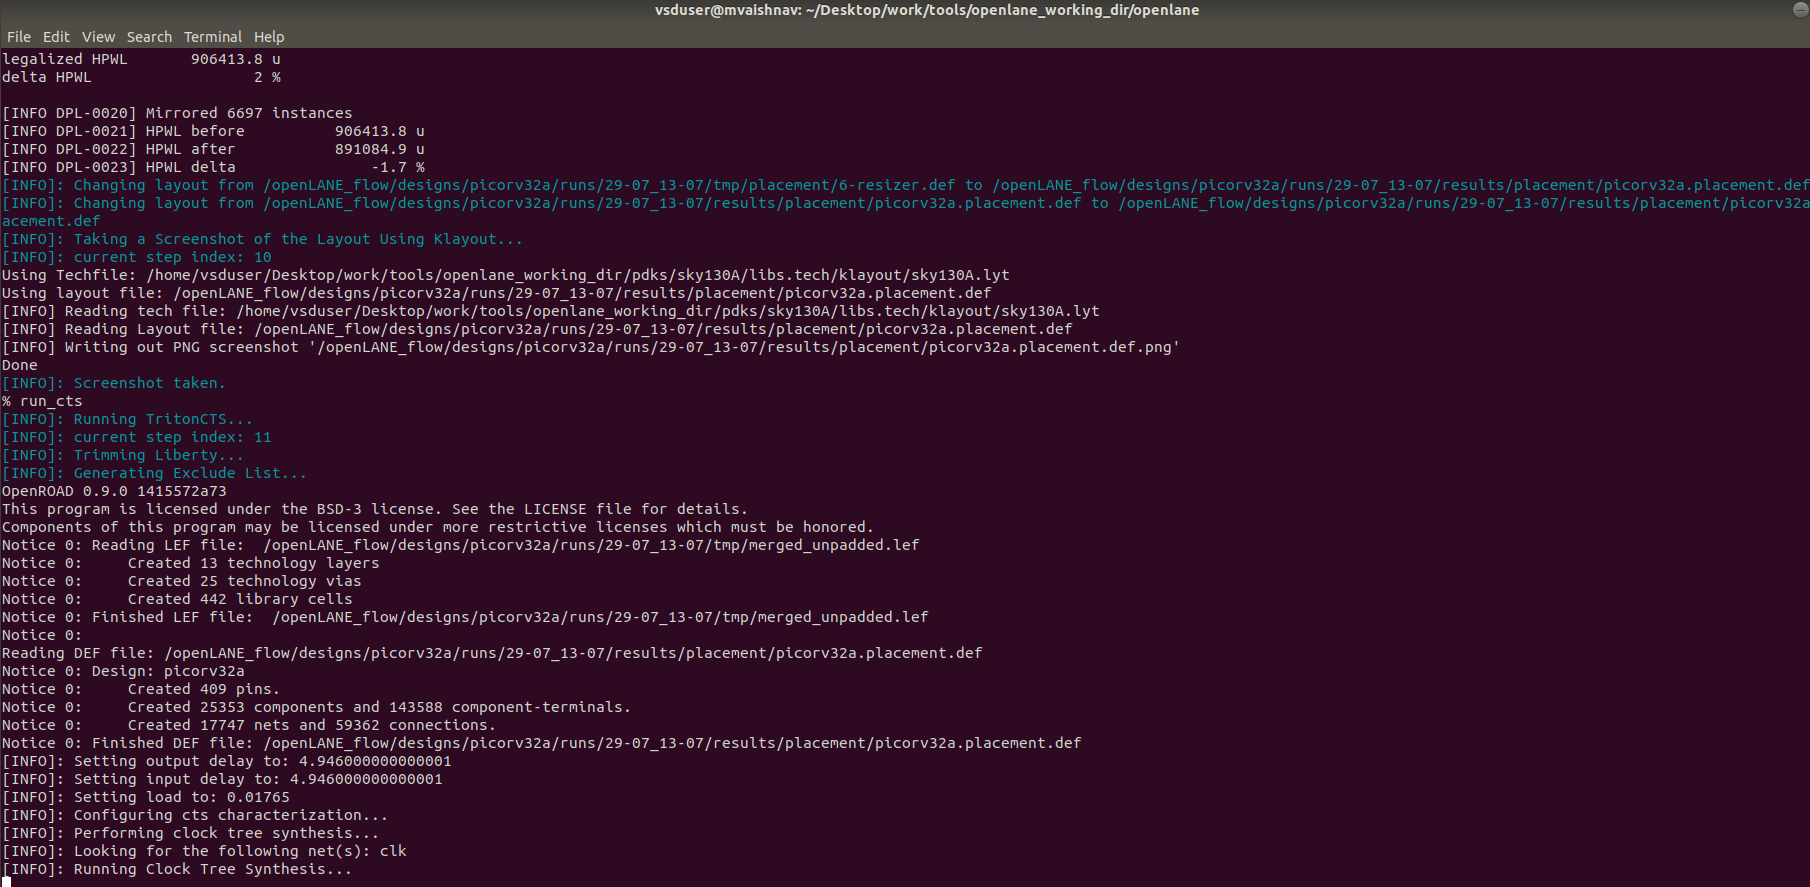 vsduser@mvaishnav: ~/Desktop/work/tools/openlane_working_dir/openlane
File Edit View Search Terminal Help
legalized HPWL       906413.8 u
delta HPWL                  2 %
[INFO DPL-0020] Mirrored 6697 instances
[INFO DPL-0021] HPWL before          906413.8 u
[INFO DPL-0022] HPWL after           891084.9 u
[INFO DPL-0023] HPWL delta               -1.7 %
[INFO]: Changing layout from /openLANE_flow/designs/picorv32a/runs/29-07_13-07/tmp/placement/6-resizer.def to /openLANE_flow/designs/picorv32a/runs/29-07_13-07/results/placement/picorv32a.placement.def
[INFO]: Changing layout from /openLANE_flow/designs/picorv32a/runs/29-07_13-07/results/placement/picorv32a.placement.def to /openLANE_flow/designs/picorv32a/runs/29-07_13-07/results/placement/picorv32a
acement.def
[INFO]: Taking a Screenshot of the Layout Using Klayout...
[INFO]: current step index: 10
Using Techfile: /home/vsduser/Desktop/work/tools/openlane_working_dir/pdks/sky130A/libs.tech/klayout/sky130A.lyt
Using layout file: /openLANE_flow/designs/picorv32a/runs/29-07_13-07/results/placement/picorv32a.placement.def
[INFO] Reading tech file: /home/vsduser/Desktop/work/tools/openlane_working_dir/pdks/sky130A/libs.tech/klayout/sky130A.lyt
[INFO] Reading Layout file: /openLANE_flow/designs/picorv32a/runs/29-07_13-07/results/placement/picorv32a.placement.def
[INFO] Writing out PNG screenshot '/openLANE_flow/designs/picorv32a/runs/29-07_13-07/results/placement/picorv32a.placement.def.png'
Done
[INFO]: Screenshot taken.
% run_cts
[INFO]: Running TritonCTS...
[INFO]: current step index: 11
[INFO]: Trimming Liberty...
[INFO]: Generating Exclude List...
OpenROAD 0.9.0 1415572a73
This program is licensed under the BSD-3 license. See the LICENSE file for details.
Components of this program may be licensed under more restrictive licenses which must be honored.
Notice 0: Reading LEF file:  /openLANE_flow/designs/picorv32a/runs/29-07_13-07/tmp/merged_unpadded.lef
Notice 0:     Created 13 technology layers
Notice 0:     Created 25 technology vias
Notice 0:     Created 442 library cells
Notice 0: Finished LEF file:  /openLANE_flow/designs/picorv32a/runs/29-07_13-07/tmp/merged_unpadded.lef
Notice 0:
Reading DEF file: /openLANE_flow/designs/picorv32a/runs/29-07_13-07/results/placement/picorv32a.placement.def
Notice 0: Design: picorv32a
Notice 0:     Created 409 pins.
Notice 0:     Created 25353 components and 143588 component-terminals.
Notice 0:     Created 17747 nets and 59362 connections.
Notice 0: Finished DEF file: /openLANE_flow/designs/picorv32a/runs/29-07_13-07/results/placement/picorv32a.placement.def
[INFO]: Setting output delay to: 4.946000000000001
[INFO]: Setting input delay to: 4.946000000000001
[INFO]: Setting load to: 0.01765
[INFO]: Configuring cts characterization...
[INFO]: Performing clock tree synthesis...
[INFO]: Looking for the following net(s): clk
[INFO]: Running Clock Tree Synthesis...